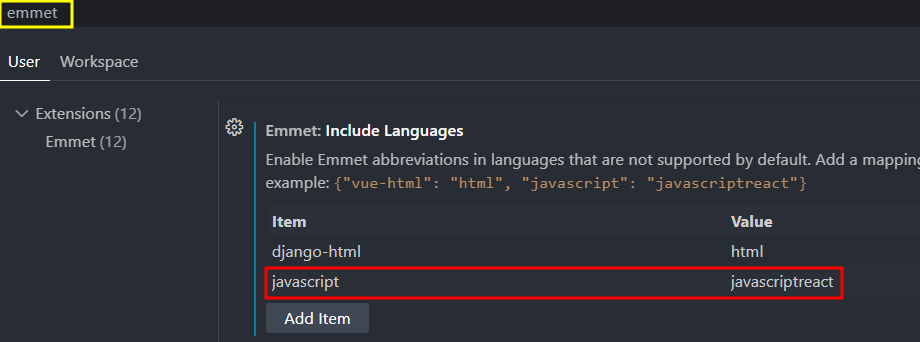 emmet
User Workspace
Extensions (12)
Emmet (12)
Emmet: Include Languages
Enable Emmet abbreviations in languages that are not supported by default. Add a mapping
example: {"vue-html": "html", "javascript": "javascriptreact"}
Item Value
django-html html
javascript javascriptreact
Add Item